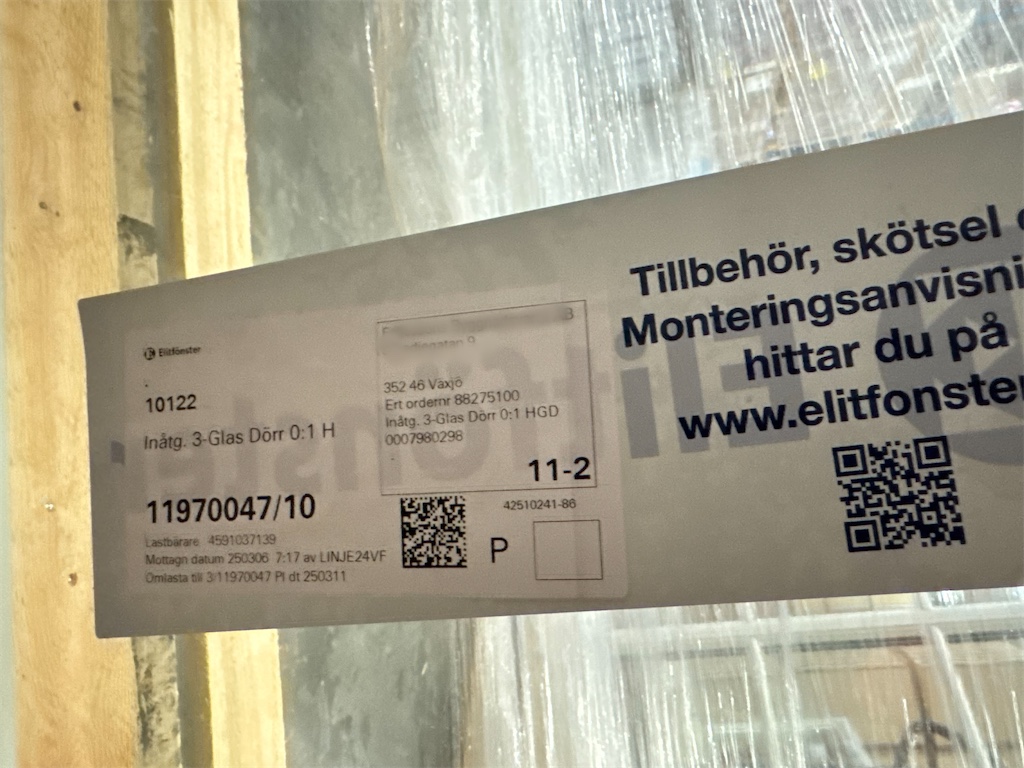 Elitfönster
.
10122
Inåtg. 3-Glas Dörr 0:1 H
11970047/10
Lastbärare 4591037139
Mottagn datum 250306 7:17 av LINJE24VF
Omlasta till 3/11970047 Pl dt 250311
352 46 Växjö
Ert ordernr 88275100
Inåtg. 3-Glas Dörr 0:1 HGD
0007980298
.
11-2
42510241-86
P
Tillbehör, skötsel
Monteringsanvisni
hittar du på
www.elitfonster
Elitfönste